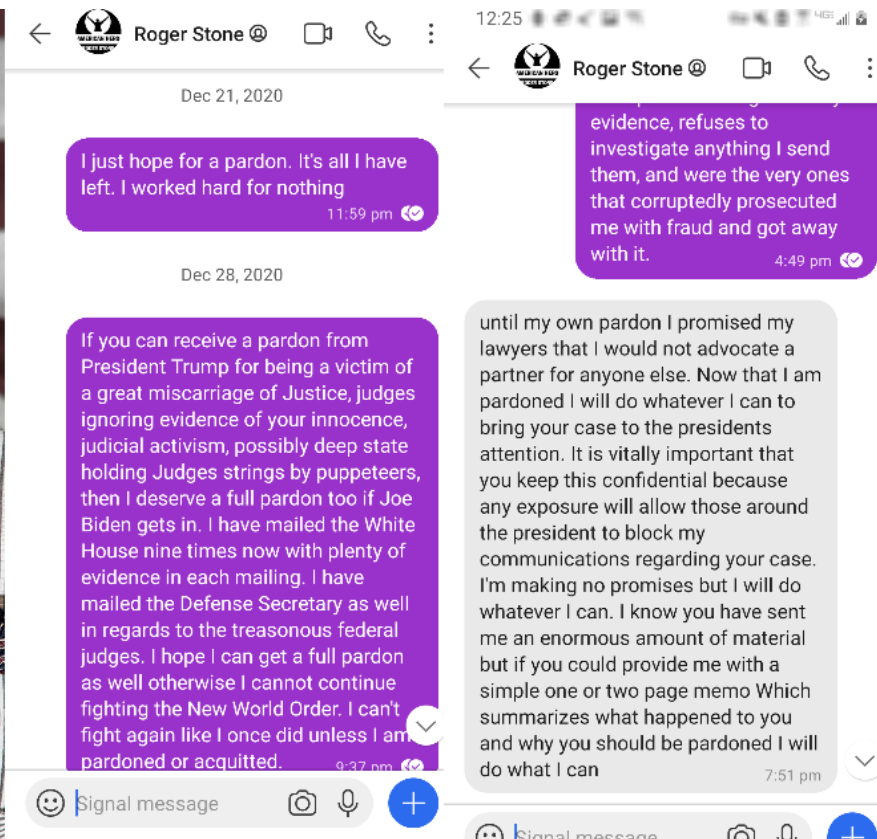 Roger Stone
Dec 21, 2020
I just hope for a pardon. It's all I have
left. I worked hard for nothing
11:59 pm
Dec 28, 2020
If you can receive a pardon from
President Trump for being a victim of
a great miscarriage of Justice, judges
ignoring evidence of your innocence,
judicial activism, possibly deep state
holding Judges strings by puppeteers,
then I deserve a full pardon too if Joe
Biden gets in. I have mailed the White
House nine times now with plenty of
evidence in each mailing. I have
mailed the Defense Secretary as well
in regards to the treasonous federal
judges. I hope I can get a full pardon
as well otherwise I cannot continue
fighting the New World Order. I can't
fight again like I once did unless I am
pardoned or acquitted.
9:37 pm
Signal message
12:25
Roger Stone
evidence, refuses to
investigate anything I send
them, and were the very ones
that corruptedly prosecuted
me with fraud and got away
with it.
4:49 pm
until my own pardon I promised my
lawyers that I would not advocate a
partner for anyone else. Now that I am
pardoned I will do whatever I can to
bring your case to the presidents
attention. It is vitally important that
you keep this confidential because
any exposure will allow those around
the president to block my
communications regarding your case.
I'm making no promises but I will do
whatever I can. I know you have sent
me an enormous amount of material
but if you could provide me with a
simple one or two page memo Which
summarizes what happened to you
and why you should be pardoned I will
do what I can
7:51 pm
Signal message